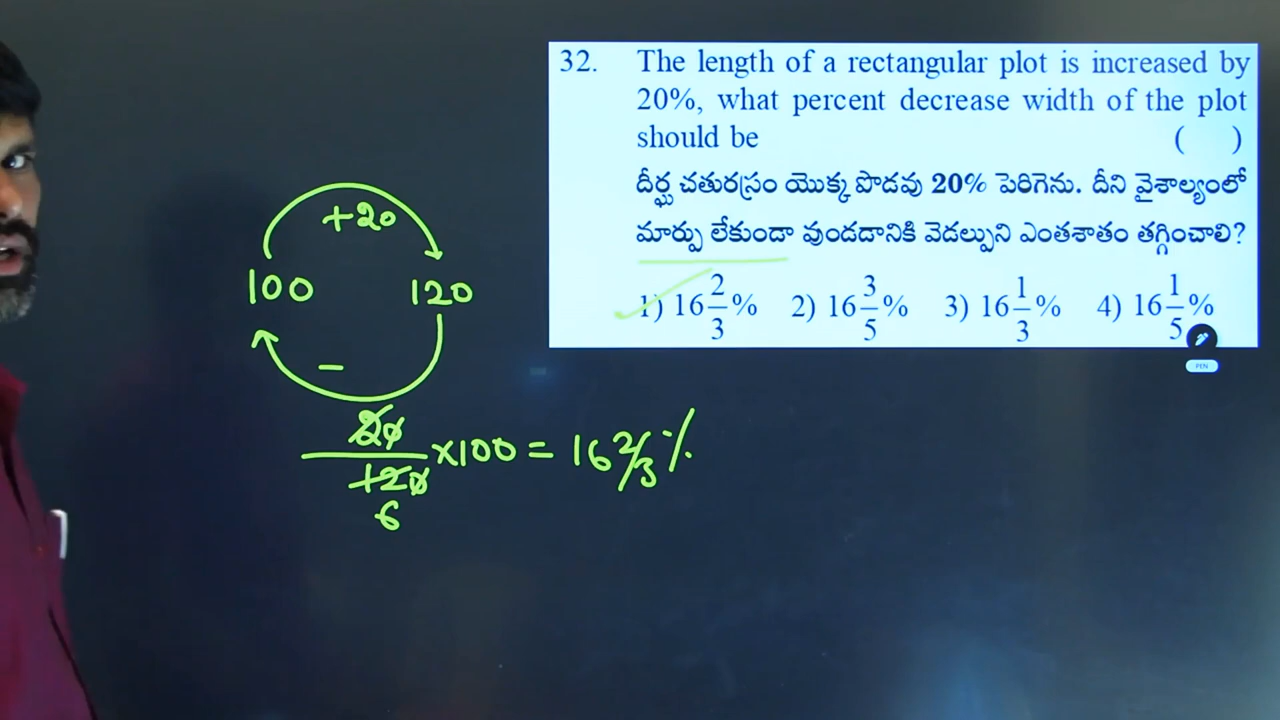 32. The length of a rectangular plot is increased by
20%, what percent decrease width of the plot
should be ( )
దీర్ఘ చతురస్రం యొక్క పొడవు 20% పెరిగెను. దీని వైశాల్యంలో
మార్పు లేకుండా వుండడానికి వెడల్పుని ఎంతశాతం తగ్గించాలి?
1) 16 2/3 % 2) 16 3/5 % 3) 16 1/3 % 4) 16 1/5 %
PEN
+20
100 120
−
20/120 ×100 = 16 2/3 %
6